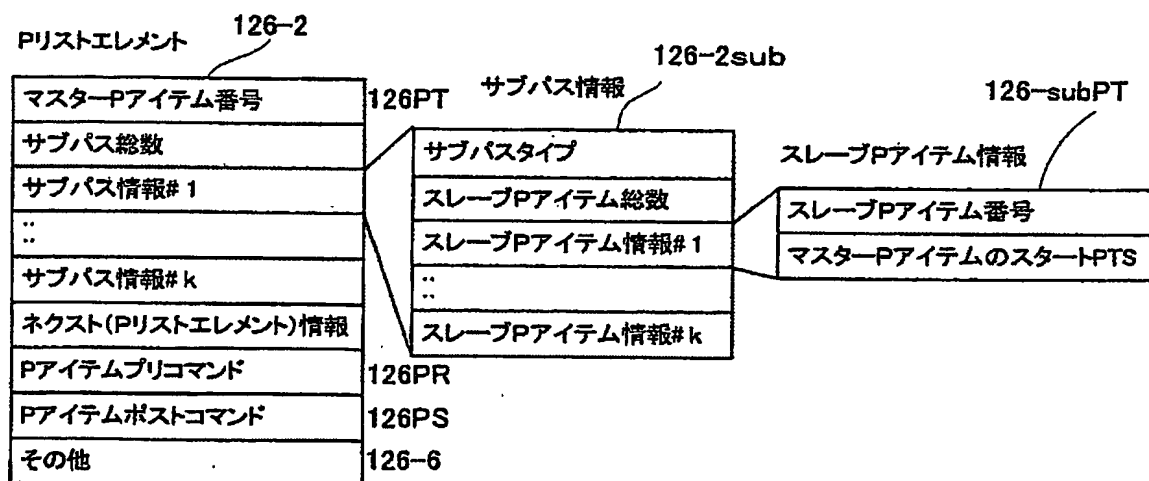 Pリストエレメント
126-2
マスターPアイテム番号
126PT
サブパス総数
サブパス情報#1
::
サブパス情報#k
ネクスト(Pリストエレメント)情報
Pアイテムプリコマンド
126PR
Pアイテムポストコマンド
126PS
その他
126-6
サブパス情報
126-2sub
サブパスタイプ
スレーブPアイテム総数
スレーブPアイテム情報#1
::
スレーブPアイテム情報#k
126-subPT
スレーブPアイテム情報
スレーブPアイテム番号
マスターPアイテムのスタートPTS